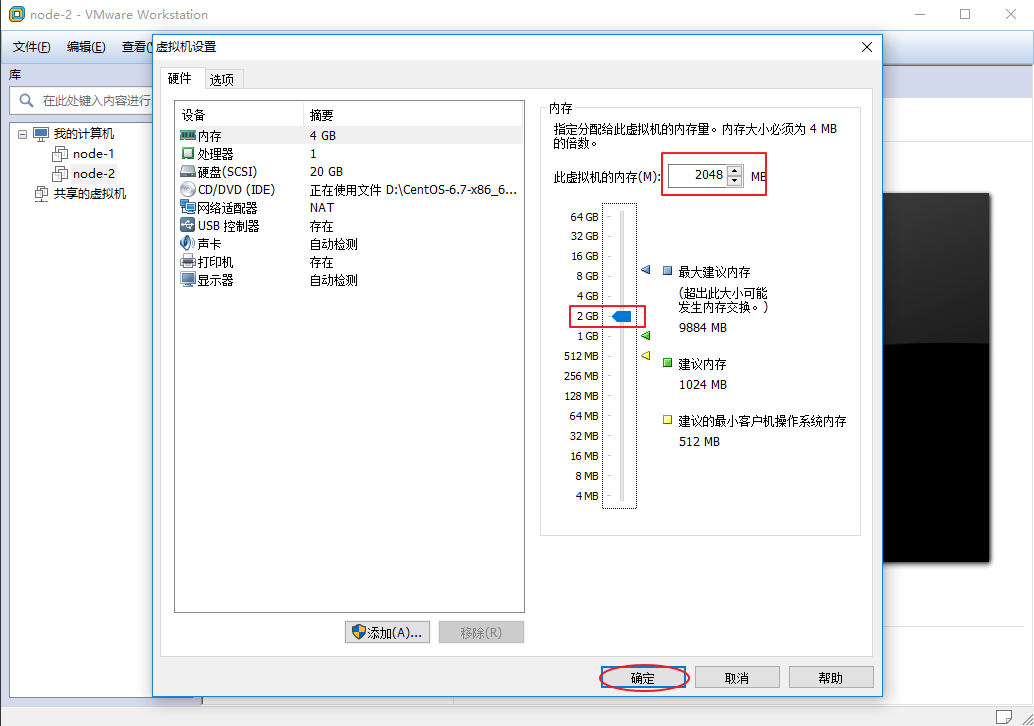 node-2 - VMware Workstation
文件(F) 编辑(E) 查看(
库
在此处键入内容进行
我的计算机
node-1
node-2
共享的虚拟机
虚拟机设置
硬件 选项
设备 摘要
内存 4 GB
处理器 1
硬盘(SCSI) 20 GB
CD/DVD (IDE) 正在使用文件 D:\CentOS-6.7-x86_6...
网络适配器 NAT
USB 控制器 存在
声卡 自动检测
打印机 存在
显示器 自动检测
添加(A)... 移除(R)
内存
指定分配给此虚拟机的内存量。内存大小必须为 4 MB
的倍数。
此虚拟机的内存(M): 2048 MB
64 GB
32 GB
16 GB
8 GB
4 GB
2 GB
1 GB
512 MB
256 MB
128 MB
64 MB
32 MB
16 MB
8 MB
4 MB
最大建议内存
(超出此大小可能
发生内存交换。)
9884 MB
建议内存
1024 MB
建议的最小客户机操作系统内存
512 MB
确定 取消 帮助